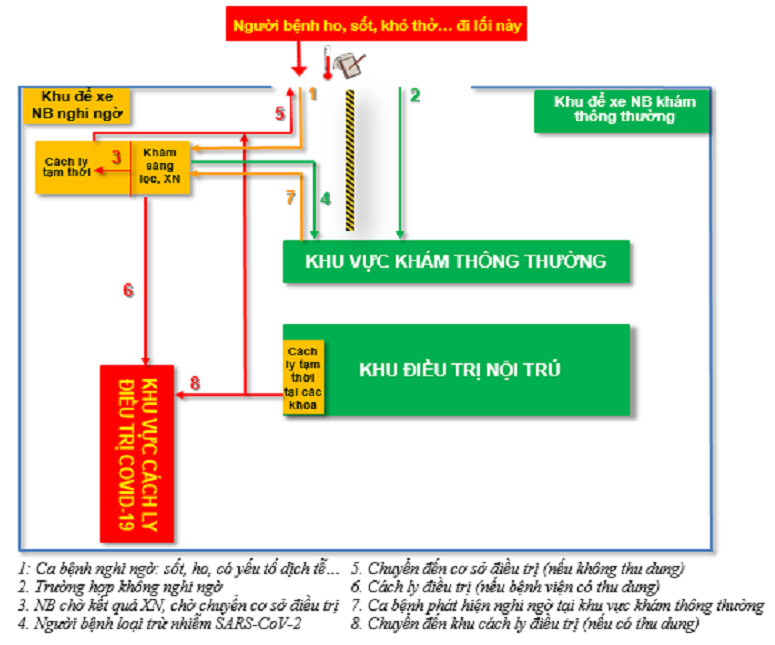 Người bệnh ho, sốt, khó thở... đi lối này
Khu để xe
NB nghi ngờ
5
1
2
Khu để xe NB khám
thông thường
Cách ly
tạm thời
3
Khám
sàng
lọc, XN
7
4
KHU VỰC KHÁM THÔNG THƯỜNG
6
Cách
ly tạm
thời
tại các
khoa
KHU ĐIỀU TRỊ NỘI TRÚ
8
KHU VỰC CÁCH LY
ĐIỀU TRỊ COVID-19
1: Ca bệnh nghi ngờ: sốt, ho, có yếu tố dịch tễ...
2. Trường hợp không nghi ngờ
3. NB chờ kết quả XN, chờ chuyển cơ sở điều trị
4. Người bệnh loại trừ nhiễm SARS-CoV-2
5. Chuyển đến cơ sở điều trị (nếu không thu dung)
6. Cách ly điều trị (nếu bệnh viện có thu dung)
7. Ca bệnh phát hiện nghi ngờ tại khu vực khám thông thường
8. Chuyển đến khu cách ly điều trị (nếu có thu dung)